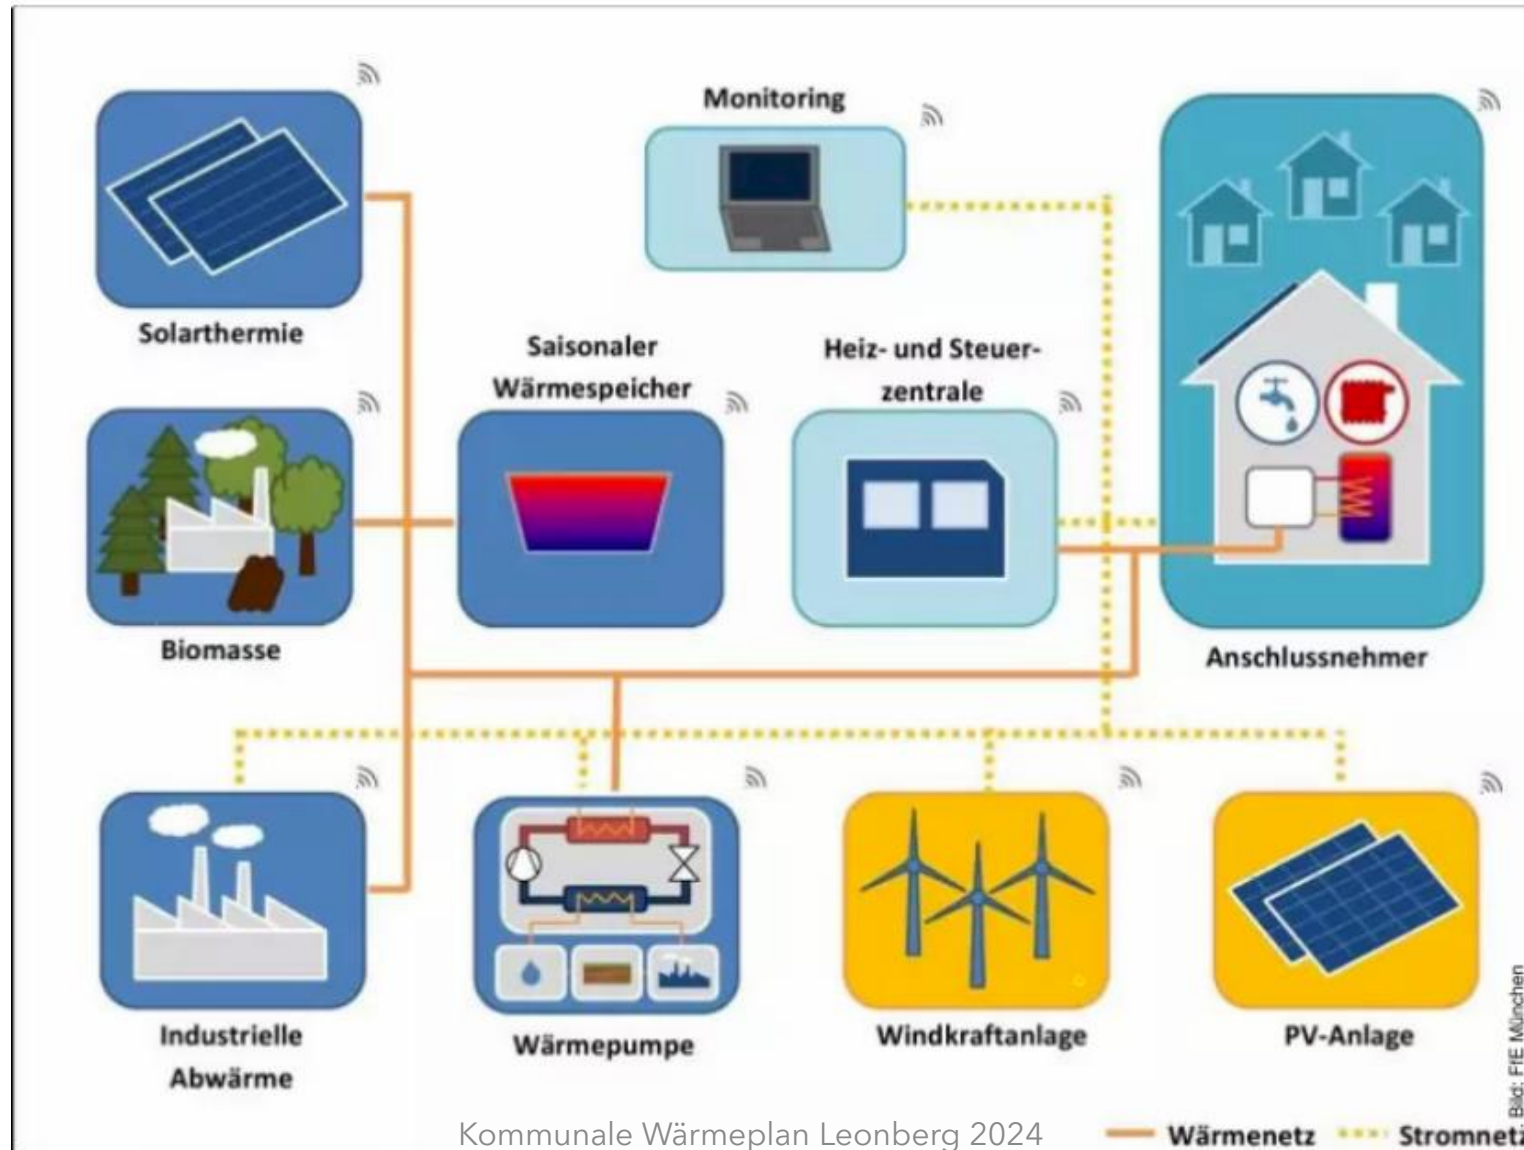 Monitoring
Solarthermie
Saisonaler
Wärmespeicher
Heiz- und Steuer-
zentrale
Biomasse
Anschlussnehmer
Industrielle
Abwärme
Wärmepumpe
Windkraftanlage
PV-Anlage
Bild: FfE München
Kommunale Wärmeplan Leonberg 2024
Wärmenetz
Stromnetz